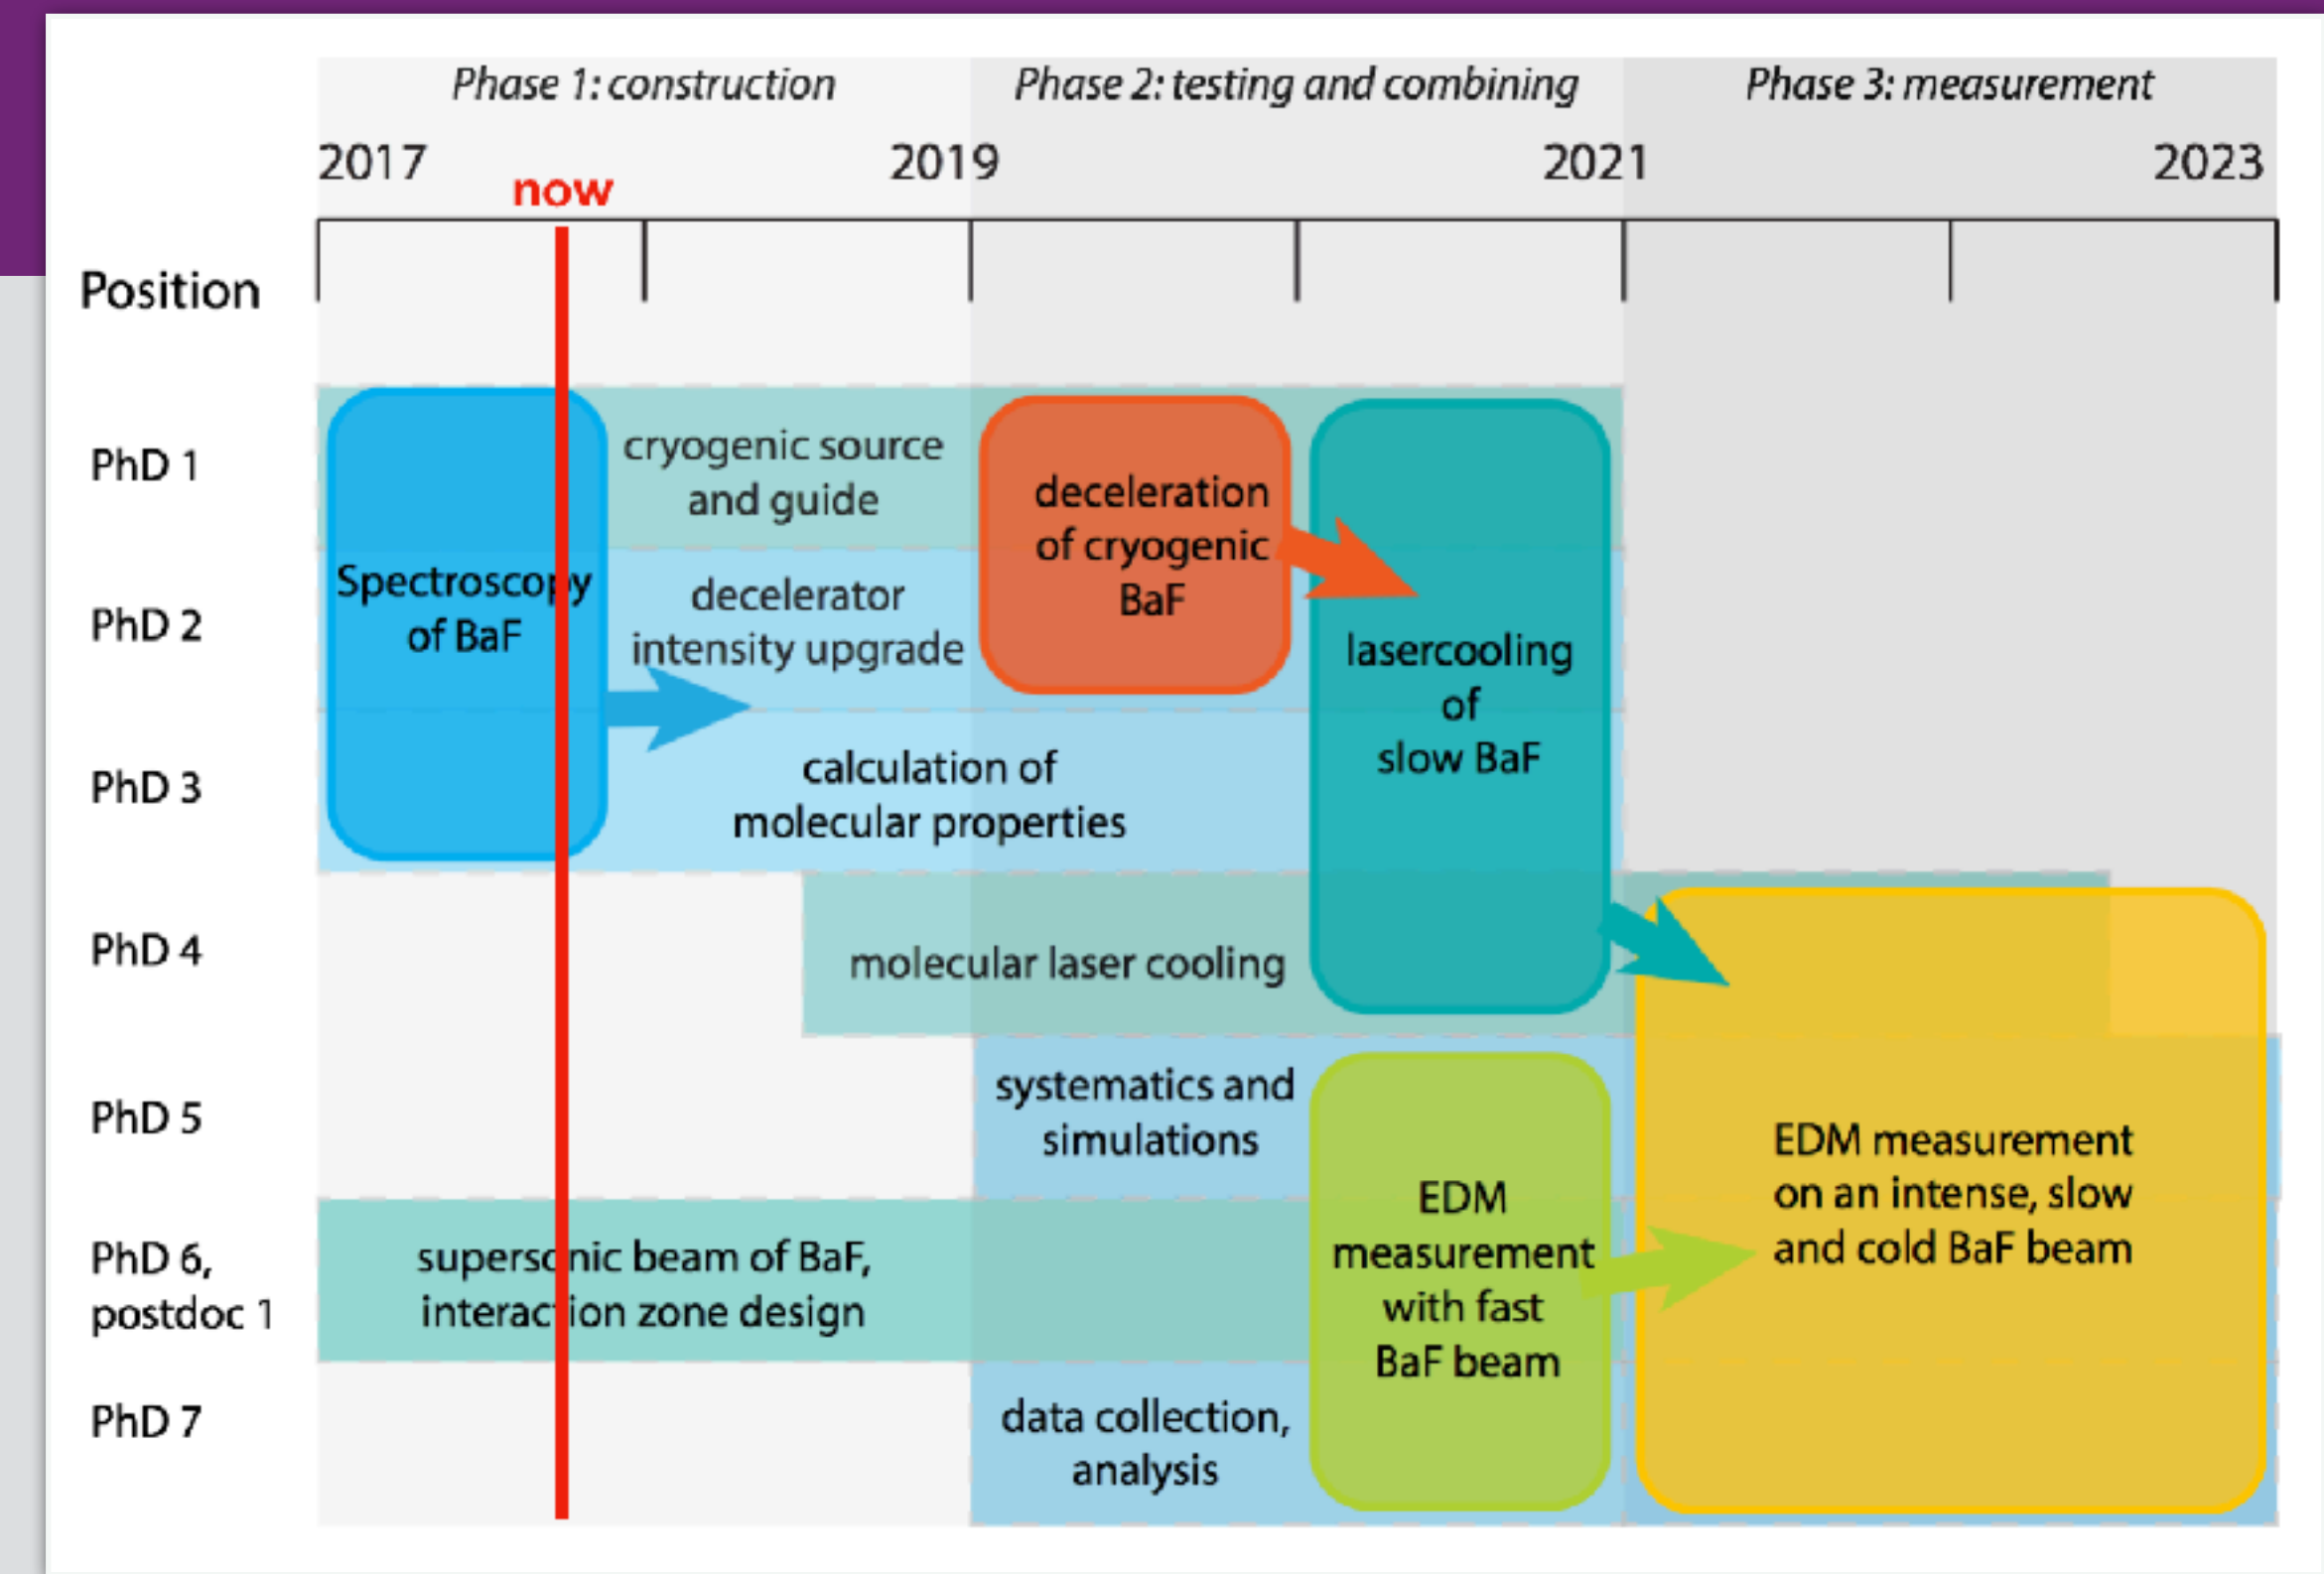 Phase 1: construction
Phase 2: testing and combining
Phase 3: measurement
2017
2019
2021
2023
now
Position
PhD 1
cryogenic source
and guide
deceleration
of cryogenic
BaF
Spectroscopy
of BaF
PhD 2
decelerator
intensity upgrade
lasercooling
of
slow BaF
PhD 3
calculation of
molecular properties
PhD 4
molecular laser cooling
PhD 5
systematics and
simulations
EDM
measurement
with fast
BaF beam
EDM measurement
on an intense, slow
and cold BaF beam
PhD 6,
postdoc 1
supersonic beam of BaF,
interaction zone design
PhD 7
data collection,
analysis